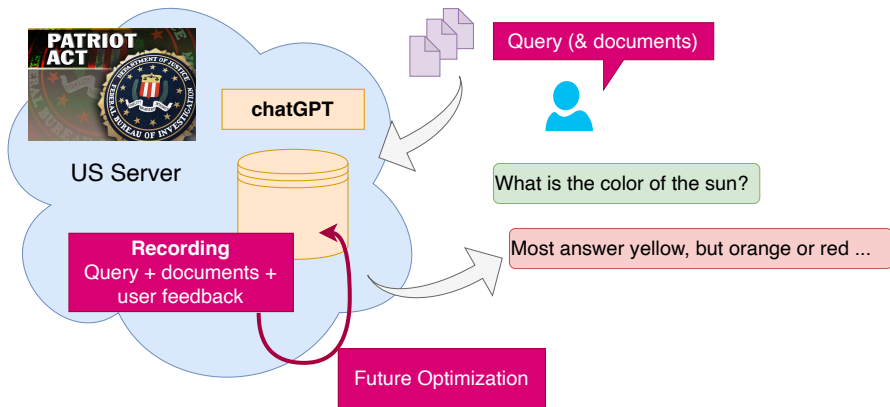 PATRIOT
ACT
DEPARTMENT OF JUSTICE
FEDERAL BUREAU OF INVESTIGATION
Query (& documents)
chatGPT
US Server
What is the color of the sun?
Recording
Query + documents +
user feedback
Most answer yellow, but orange or red ...
Future Optimization